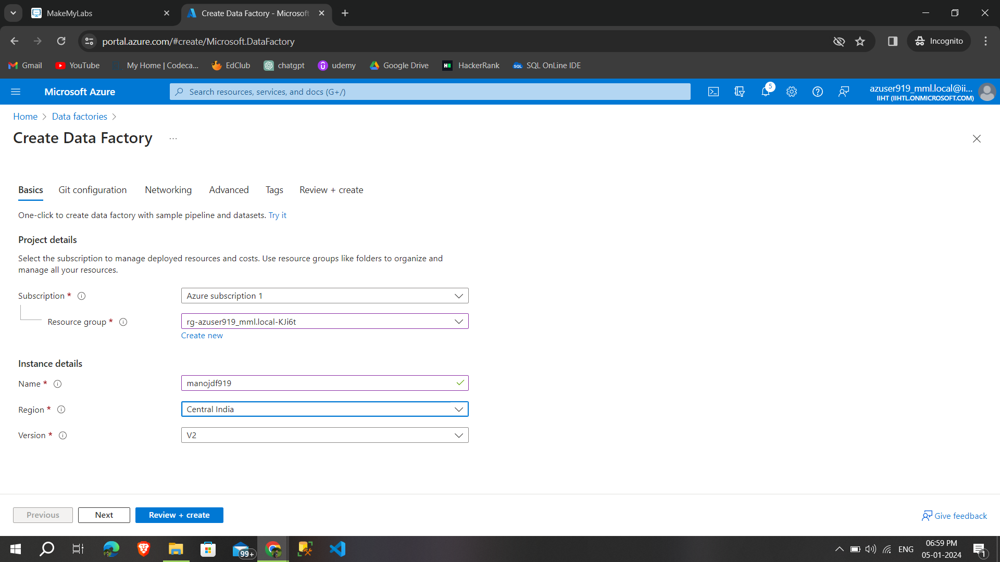 MakeMyLabs
Create Data Factory - Microsoft
portal.azure.com/#create/Microsoft.DataFactory
Incognito
Gmail
YouTube
My Home | Codeca...
EdClub
chatgpt
udemy
Google Drive
HackerRank
SQL OnLine IDE
Microsoft Azure
Search resources, services, and docs (G+/)
5
azuser919_mml.local@ii...
IIHT (IIHTL.ONMICROSOFT.COM)
Home
Data factories
Create Data Factory
...
Basics
Git configuration
Networking
Advanced
Tags
Review + create
One-click to create data factory with sample pipeline and datasets. Try it
Project details
Select the subscription to manage deployed resources and costs. Use resource groups like folders to organize and
manage all your resources.
Subscription *
Azure subscription 1
Resource group *
rg-azuser919_mml.local-KJi6t
Create new
Instance details
Name *
manojdf919
Region *
Central India
Version *
V2
Previous
Next
Review + create
Give feedback
99+
ENG
06:59 PM
05-01-2024
1